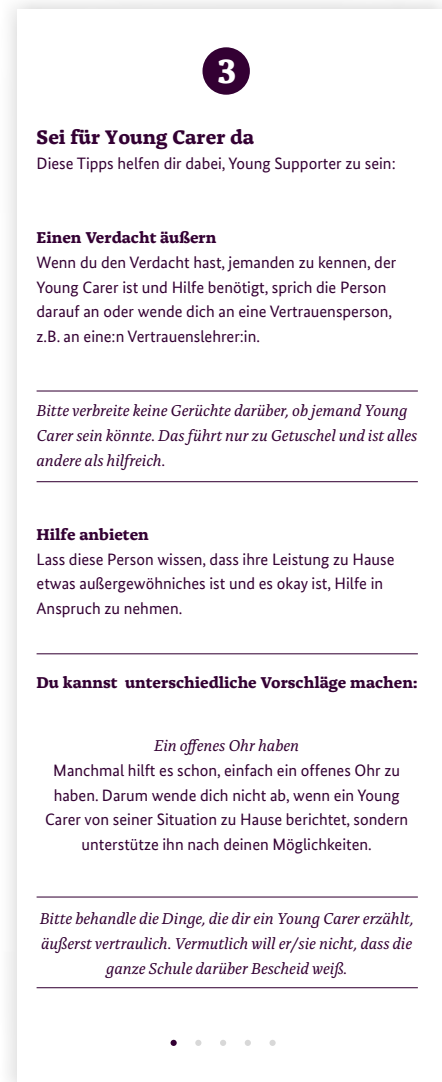 3
Sei für Young Carer da
Diese Tipps helfen dir dabei, Young Supporter zu sein:
Einen Verdacht äußern
Wenn du den Verdacht hast, jemanden zu kennen, der
Young Carer ist und Hilfe benötigt, sprich die Person
darauf an oder wende dich an eine Vertrauensperson,
z.B. an eine:n Vertrauenslehrer:in.
Bitte verbreite keine Gerüchte darüber, ob jemand Young
Carer sein könnte. Das führt nur zu Getuschel und ist alles
andere als hilfreich.
Hilfe anbieten
Lass diese Person wissen, dass ihre Leistung zu Hause
etwas außergewöhniches ist und es okay ist, Hilfe in
Anspruch zu nehmen.
Du kannst  unterschiedliche Vorschläge machen:
Ein offenes Ohr haben
Manchmal hilft es schon, einfach ein offenes Ohr zu
haben. Darum wende dich nicht ab, wenn ein Young
Carer von seiner Situation zu Hause berichtet, sondern
unterstütze ihn nach deinen Möglichkeiten.
Bitte behandle die Dinge, die dir ein Young Carer erzählt,
äußerst vertraulich. Vermutlich will er/sie nicht, dass die
ganze Schule darüber Bescheid weiß.